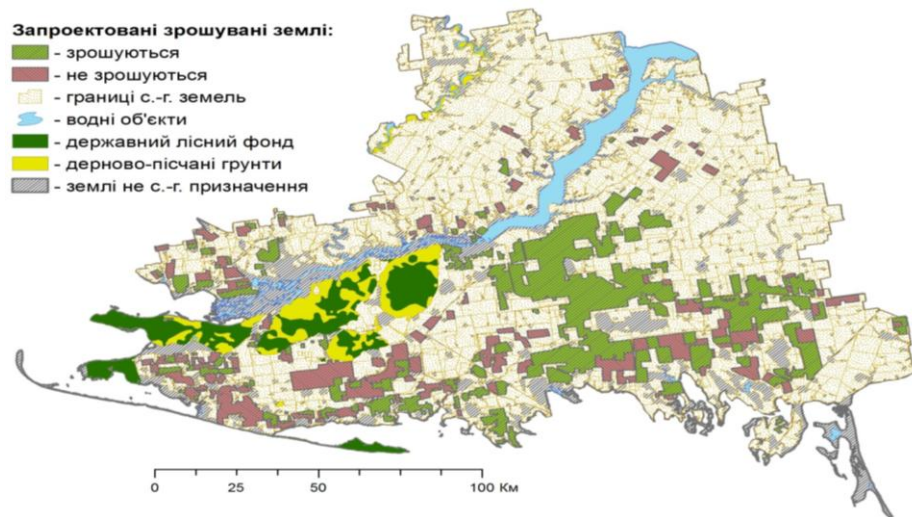 Запроектовані зрошувані землі:
- зрошуються
- не зрошуються
- границі с.-г. земель
- водні об'єкти
- державний лісний фонд
- дерново-пісчані грунти
- землі не с.-г. призначення
0 25 50 100 Км